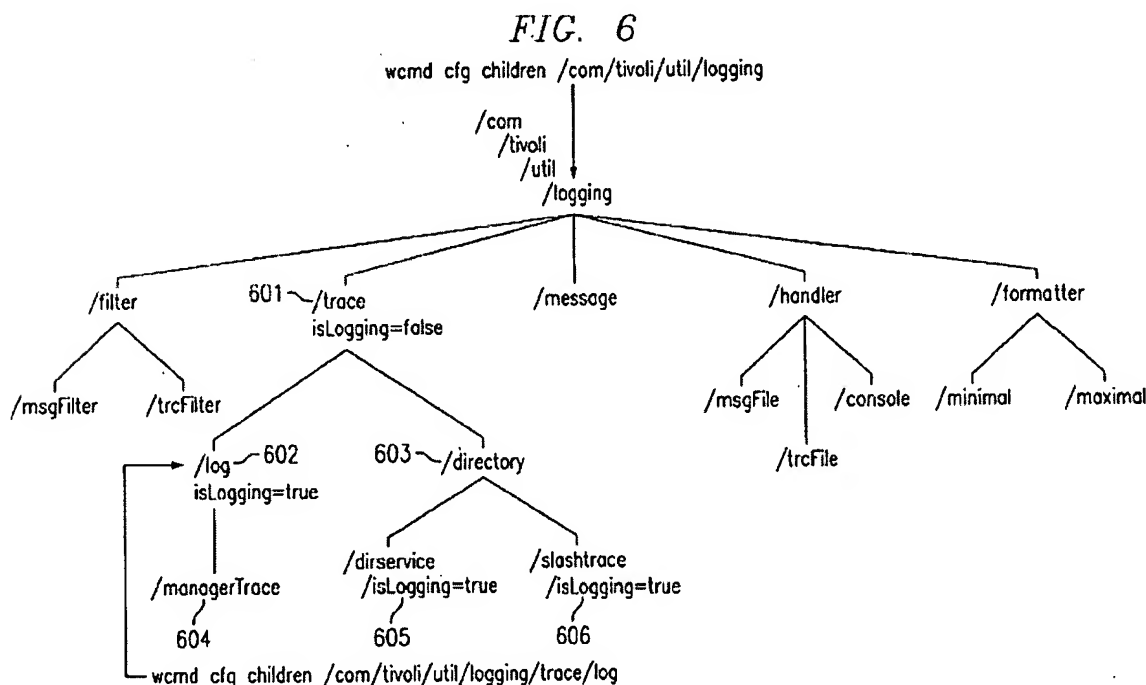 FIG. 6
wcmd cfg children /com/tivoli/util/logging
/com
/tivoli
/util
/logging
/filter
601 /trace
isLogging=false
/message
/handler
/formatter
/msgFilter
/trcFilter
/msgFile
/console
/minimal
/maximal
/trcFile
/log 602
isLogging=true
603 /directory
/managerTrace
604
/dirservice
/isLogging=true
605
/slashtrace
/isLogging=true
606
wcmd cfg children /com/tivoli/util/logging/trace/log